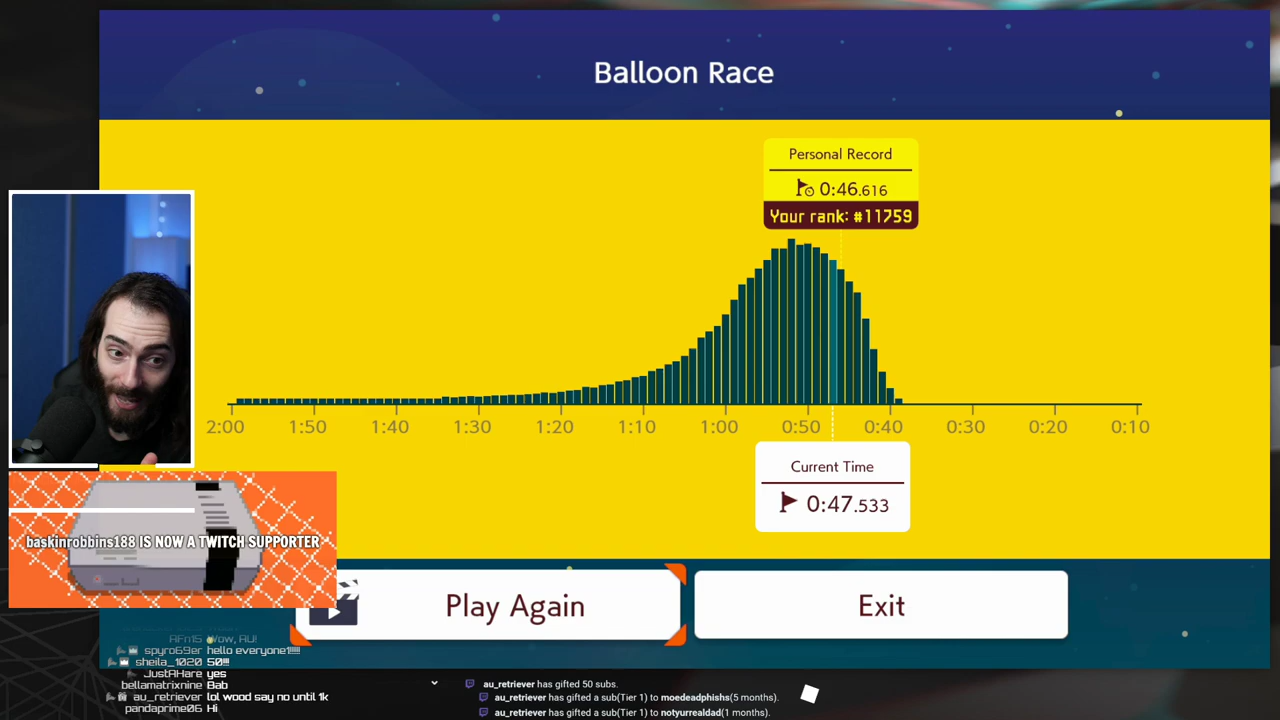 Balloon Race
Personal Record
0:46.616
Your rank: #11759
2:00 1:50 1:40 1:30 1:20 1:10 1:00 0:50 0:40 0:30 0:20 0:10
Current Time
0:47.533
baskinrobbins188 IS NOW A TWITCH SUPPORTER
Play Again
Exit
AFn15 Wow, AU!
spyro69er hello everyone1!!!!
sheila_1020 50!!!
JustAHare yes
bellamatrixnine Bab
au_retriever lol wood say no until 1k
pandaprime06 Hi
au_retriever has gifted 50 subs.
au_retriever has gifted a sub(Tier 1) to moedeadphishs(5 months).
au_retriever has gifted a sub(Tier 1) to notyurrealdad(1 months).